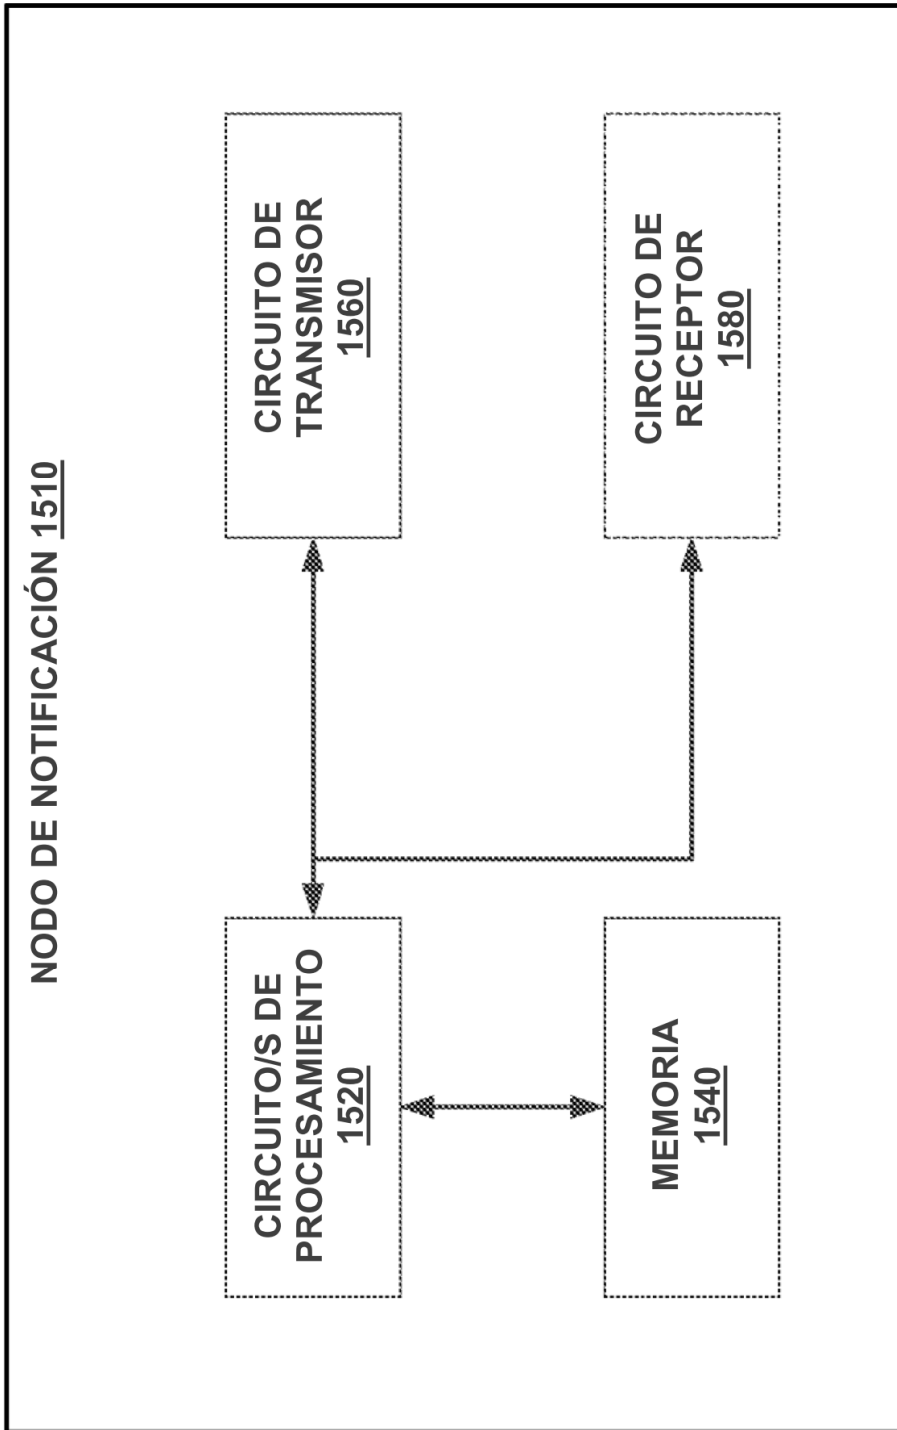 NODO DE NOTIFICACIÓN 1510
CIRCUITO/S DE
PROCESAMIENTO
1520
CIRCUITO DE
TRANSMISOR
1560
MEMORIA
1540
CIRCUITO DE
RECEPTOR
1580